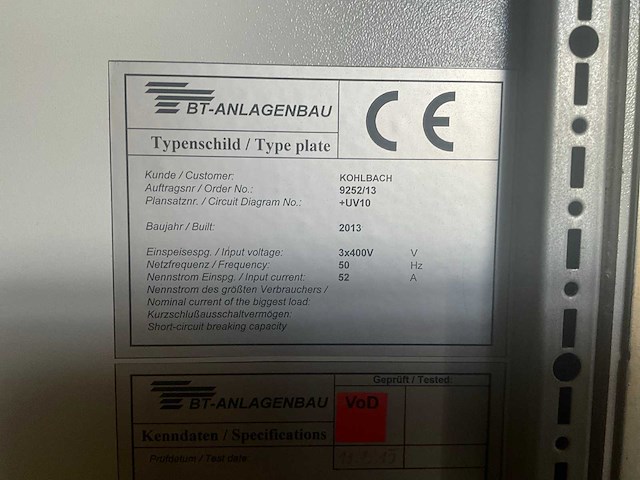 BT-ANLAGENBAU
CE
Typenschild / Type plate
Kunde / Customer: KOHLBACH
Auftragsnr / Order No.: 9252/13
Plansatznr. / Circuit Diagram No.: +UV10
Baujahr / Built: 2013
Einspeisespg. / Input voltage: 3x400V V
Netzfrequenz / Frequency: 50 Hz
Nennstrom Einspg. / Input current: 52 A
Nennstrom des größten Verbrauchers /
Nominal current of the biggest load:
Kurzschlußausschaltvermögen:
Short-circuit breaking capacity
BT-ANLAGENBAU
Geprüft / Tested:
VoD
Kenndaten / Specifications
Prüfdatum / Test date: